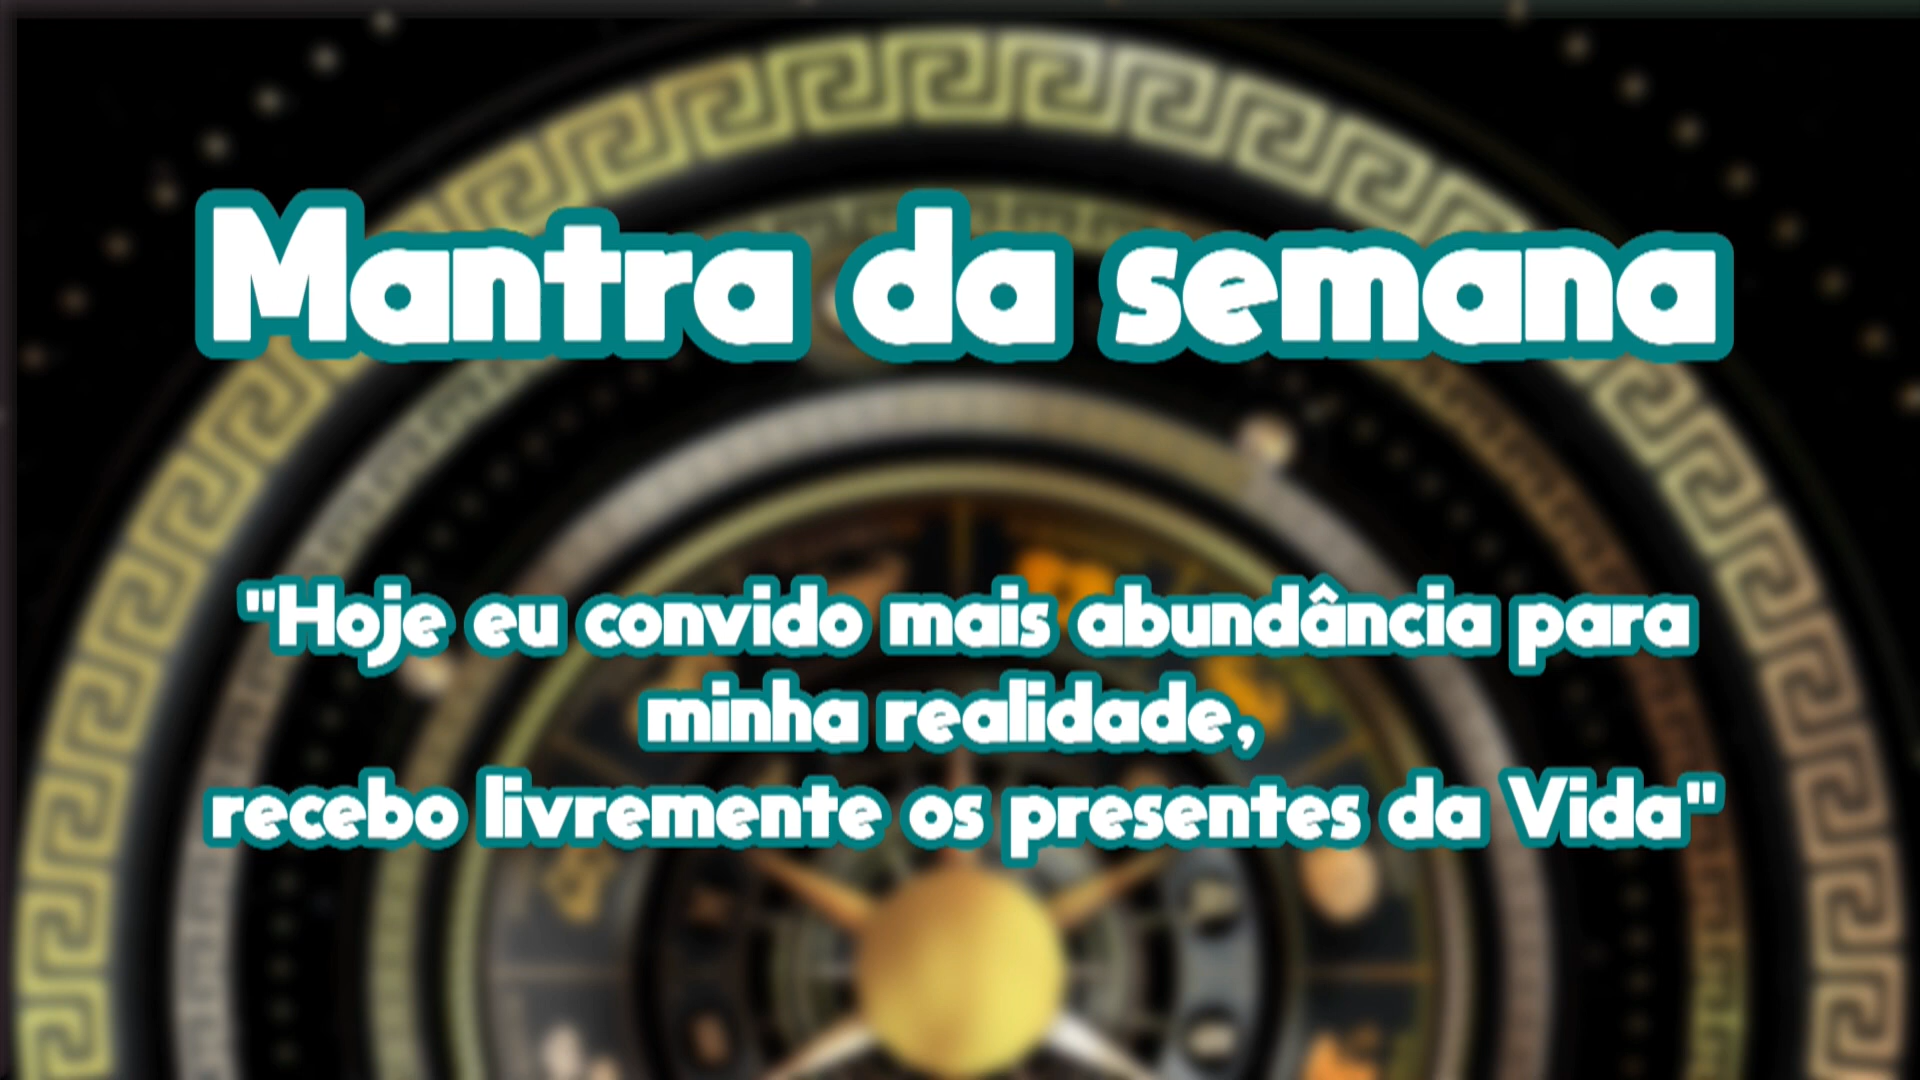 Mantra da semana
"Hoje eu convido mais abundância para
minha realidade,
recebo livremente os presentes da Vida"